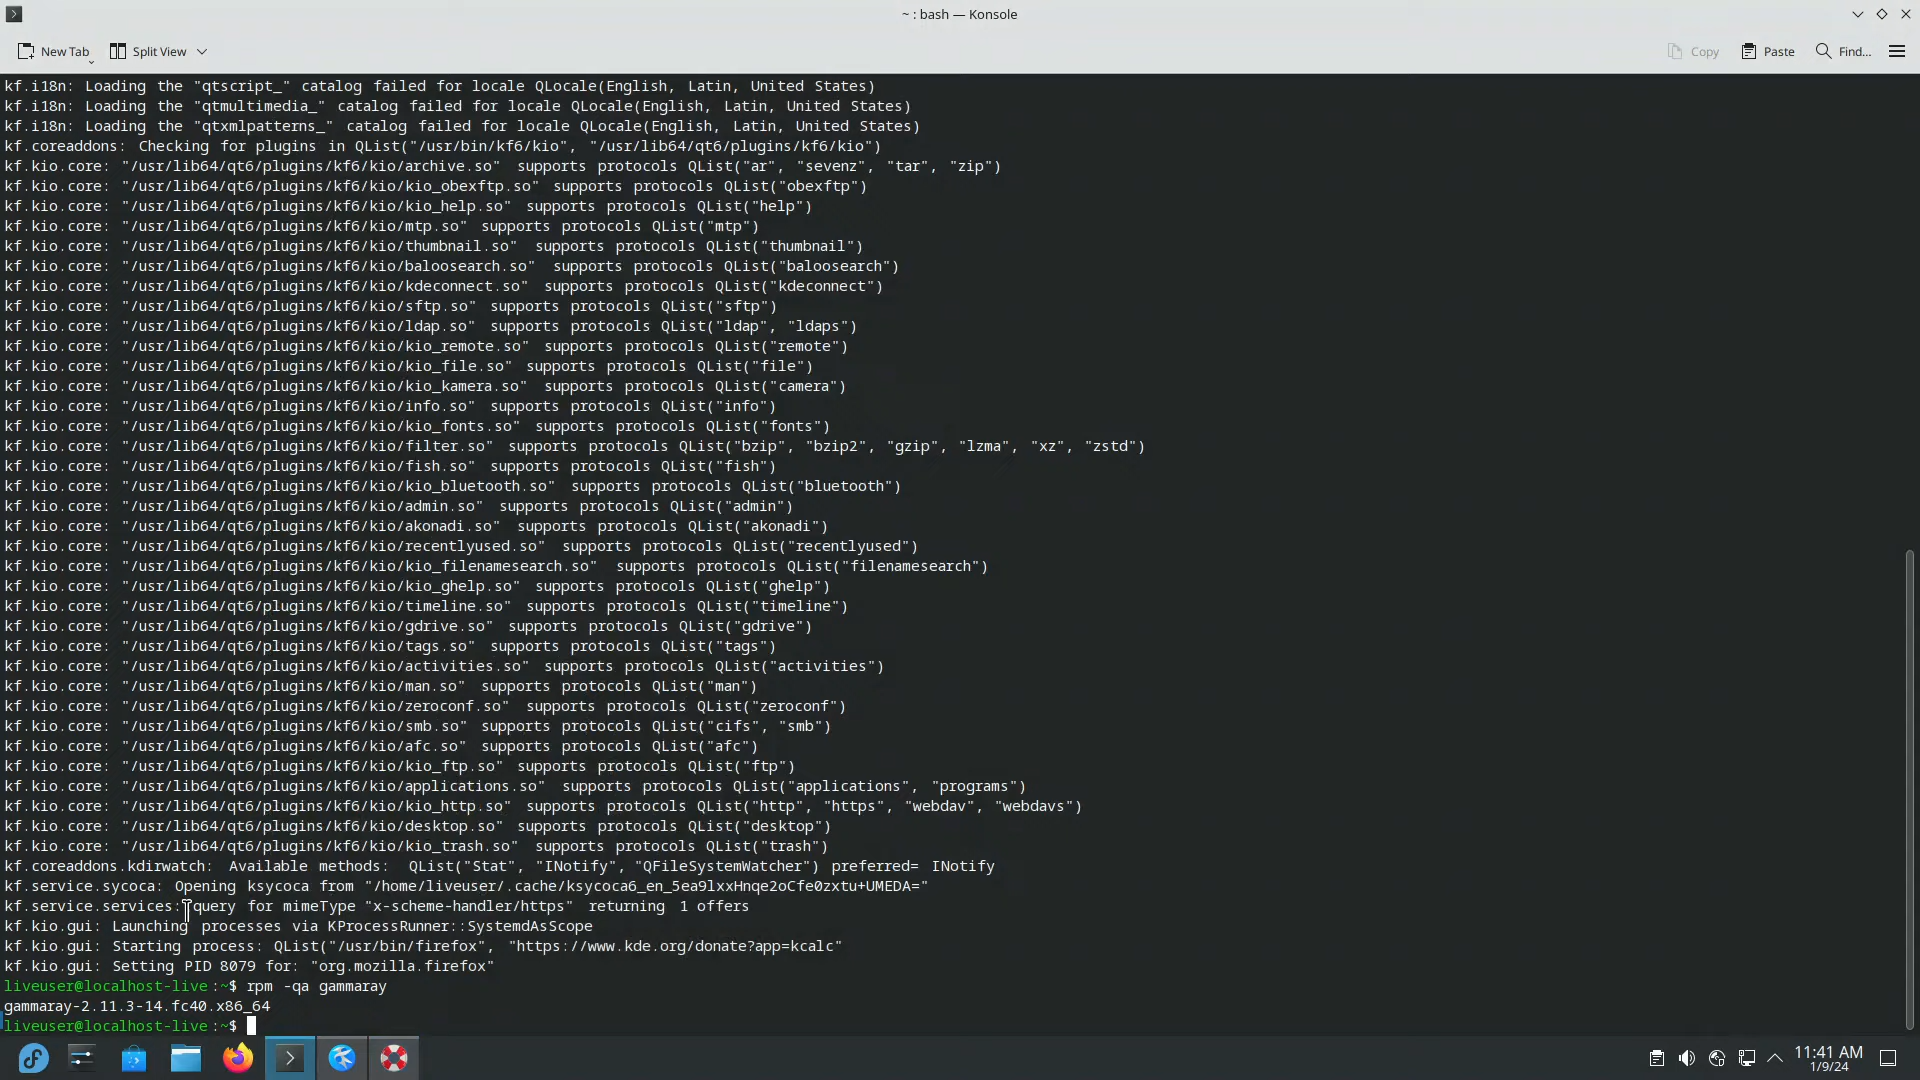 ~ : bash — Konsole
New Tab
Split View
Copy
Paste
Find...
kf.i18n: Loading the "qtscript_" catalog failed for locale QLocale(English, Latin, United States)
kf.i18n: Loading the "qtmultimedia_" catalog failed for locale QLocale(English, Latin, United States)
kf.i18n: Loading the "qtxmlpatterns_" catalog failed for locale QLocale(English, Latin, United States)
kf.coreaddons: Checking for plugins in QList("/usr/bin/kf6/kio", "/usr/lib64/qt6/plugins/kf6/kio")
kf.kio.core: "/usr/lib64/qt6/plugins/kf6/kio/archive.so" supports protocols QList("ar", "sevenz", "tar", "zip")
kf.kio.core: "/usr/lib64/qt6/plugins/kf6/kio/kio_obexftp.so" supports protocols QList("obexftp")
kf.kio.core: "/usr/lib64/qt6/plugins/kf6/kio/kio_help.so" supports protocols QList("help")
kf.kio.core: "/usr/lib64/qt6/plugins/kf6/kio/mtp.so" supports protocols QList("mtp")
kf.kio.core: "/usr/lib64/qt6/plugins/kf6/kio/thumbnail.so" supports protocols QList("thumbnail")
kf.kio.core: "/usr/lib64/qt6/plugins/kf6/kio/baloosearch.so" supports protocols QList("baloosearch")
kf.kio.core: "/usr/lib64/qt6/plugins/kf6/kio/kdeconnect.so" supports protocols QList("kdeconnect")
kf.kio.core: "/usr/lib64/qt6/plugins/kf6/kio/sftp.so" supports protocols QList("sftp")
kf.kio.core: "/usr/lib64/qt6/plugins/kf6/kio/ldap.so" supports protocols QList("ldap", "ldaps")
kf.kio.core: "/usr/lib64/qt6/plugins/kf6/kio/kio_remote.so" supports protocols QList("remote")
kf.kio.core: "/usr/lib64/qt6/plugins/kf6/kio/kio_file.so" supports protocols QList("file")
kf.kio.core: "/usr/lib64/qt6/plugins/kf6/kio/kio_kamera.so" supports protocols QList("camera")
kf.kio.core: "/usr/lib64/qt6/plugins/kf6/kio/info.so" supports protocols QList("info")
kf.kio.core: "/usr/lib64/qt6/plugins/kf6/kio/kio_fonts.so" supports protocols QList("fonts")
kf.kio.core: "/usr/lib64/qt6/plugins/kf6/kio/filter.so" supports protocols QList("bzip", "bzip2", "gzip", "lzma", "xz", "zstd")
kf.kio.core: "/usr/lib64/qt6/plugins/kf6/kio/fish.so" supports protocols QList("fish")
kf.kio.core: "/usr/lib64/qt6/plugins/kf6/kio/kio_bluetooth.so" supports protocols QList("bluetooth")
kf.kio.core: "/usr/lib64/qt6/plugins/kf6/kio/admin.so" supports protocols QList("admin")
kf.kio.core: "/usr/lib64/qt6/plugins/kf6/kio/akonadi.so" supports protocols QList("akonadi")
kf.kio.core: "/usr/lib64/qt6/plugins/kf6/kio/recentlyused.so" supports protocols QList("recentlyused")
kf.kio.core: "/usr/lib64/qt6/plugins/kf6/kio/kio_filenamesearch.so" supports protocols QList("filenamesearch")
kf.kio.core: "/usr/lib64/qt6/plugins/kf6/kio/kio_ghelp.so" supports protocols QList("ghelp")
kf.kio.core: "/usr/lib64/qt6/plugins/kf6/kio/timeline.so" supports protocols QList("timeline")
kf.kio.core: "/usr/lib64/qt6/plugins/kf6/kio/gdrive.so" supports protocols QList("gdrive")
kf.kio.core: "/usr/lib64/qt6/plugins/kf6/kio/tags.so" supports protocols QList("tags")
kf.kio.core: "/usr/lib64/qt6/plugins/kf6/kio/activities.so" supports protocols QList("activities")
kf.kio.core: "/usr/lib64/qt6/plugins/kf6/kio/man.so" supports protocols QList("man")
kf.kio.core: "/usr/lib64/qt6/plugins/kf6/kio/zeroconf.so" supports protocols QList("zeroconf")
kf.kio.core: "/usr/lib64/qt6/plugins/kf6/kio/smb.so" supports protocols QList("cifs", "smb")
kf.kio.core: "/usr/lib64/qt6/plugins/kf6/kio/afc.so" supports protocols QList("afc")
kf.kio.core: "/usr/lib64/qt6/plugins/kf6/kio/kio_ftp.so" supports protocols QList("ftp")
kf.kio.core: "/usr/lib64/qt6/plugins/kf6/kio/applications.so" supports protocols QList("applications", "programs")
kf.kio.core: "/usr/lib64/qt6/plugins/kf6/kio/kio_http.so" supports protocols QList("http", "https", "webdav", "webdavs")
kf.kio.core: "/usr/lib64/qt6/plugins/kf6/kio/desktop.so" supports protocols QList("desktop")
kf.kio.core: "/usr/lib64/qt6/plugins/kf6/kio/kio_trash.so" supports protocols QList("trash")
kf.coreaddons.kdirwatch: Available methods: QList("Stat", "INotify", "QFileSystemWatcher") preferred= INotify
kf.service.sycoca: Opening ksycoca from "/home/liveuser/.cache/ksycoca6_en_5ea9lxxHnqe2oCfe0zxtu+UMEDA="
kf.service.services: query for mimeType "x-scheme-handler/https" returning 1 offers
kf.kio.gui: Launching processes via KProcessRunner::SystemdAsScope
kf.kio.gui: Starting process: QList("/usr/bin/firefox", "https://www.kde.org/donate?app=kcalc"
kf.kio.gui: Setting PID 8079 for: "org.mozilla.firefox"
liveuser@localhost-live:~$ rpm -qa gammaray
gammaray-2.11.3-14.fc40.x86_64
liveuser@localhost-live:~$
11:41 AM
1/9/24